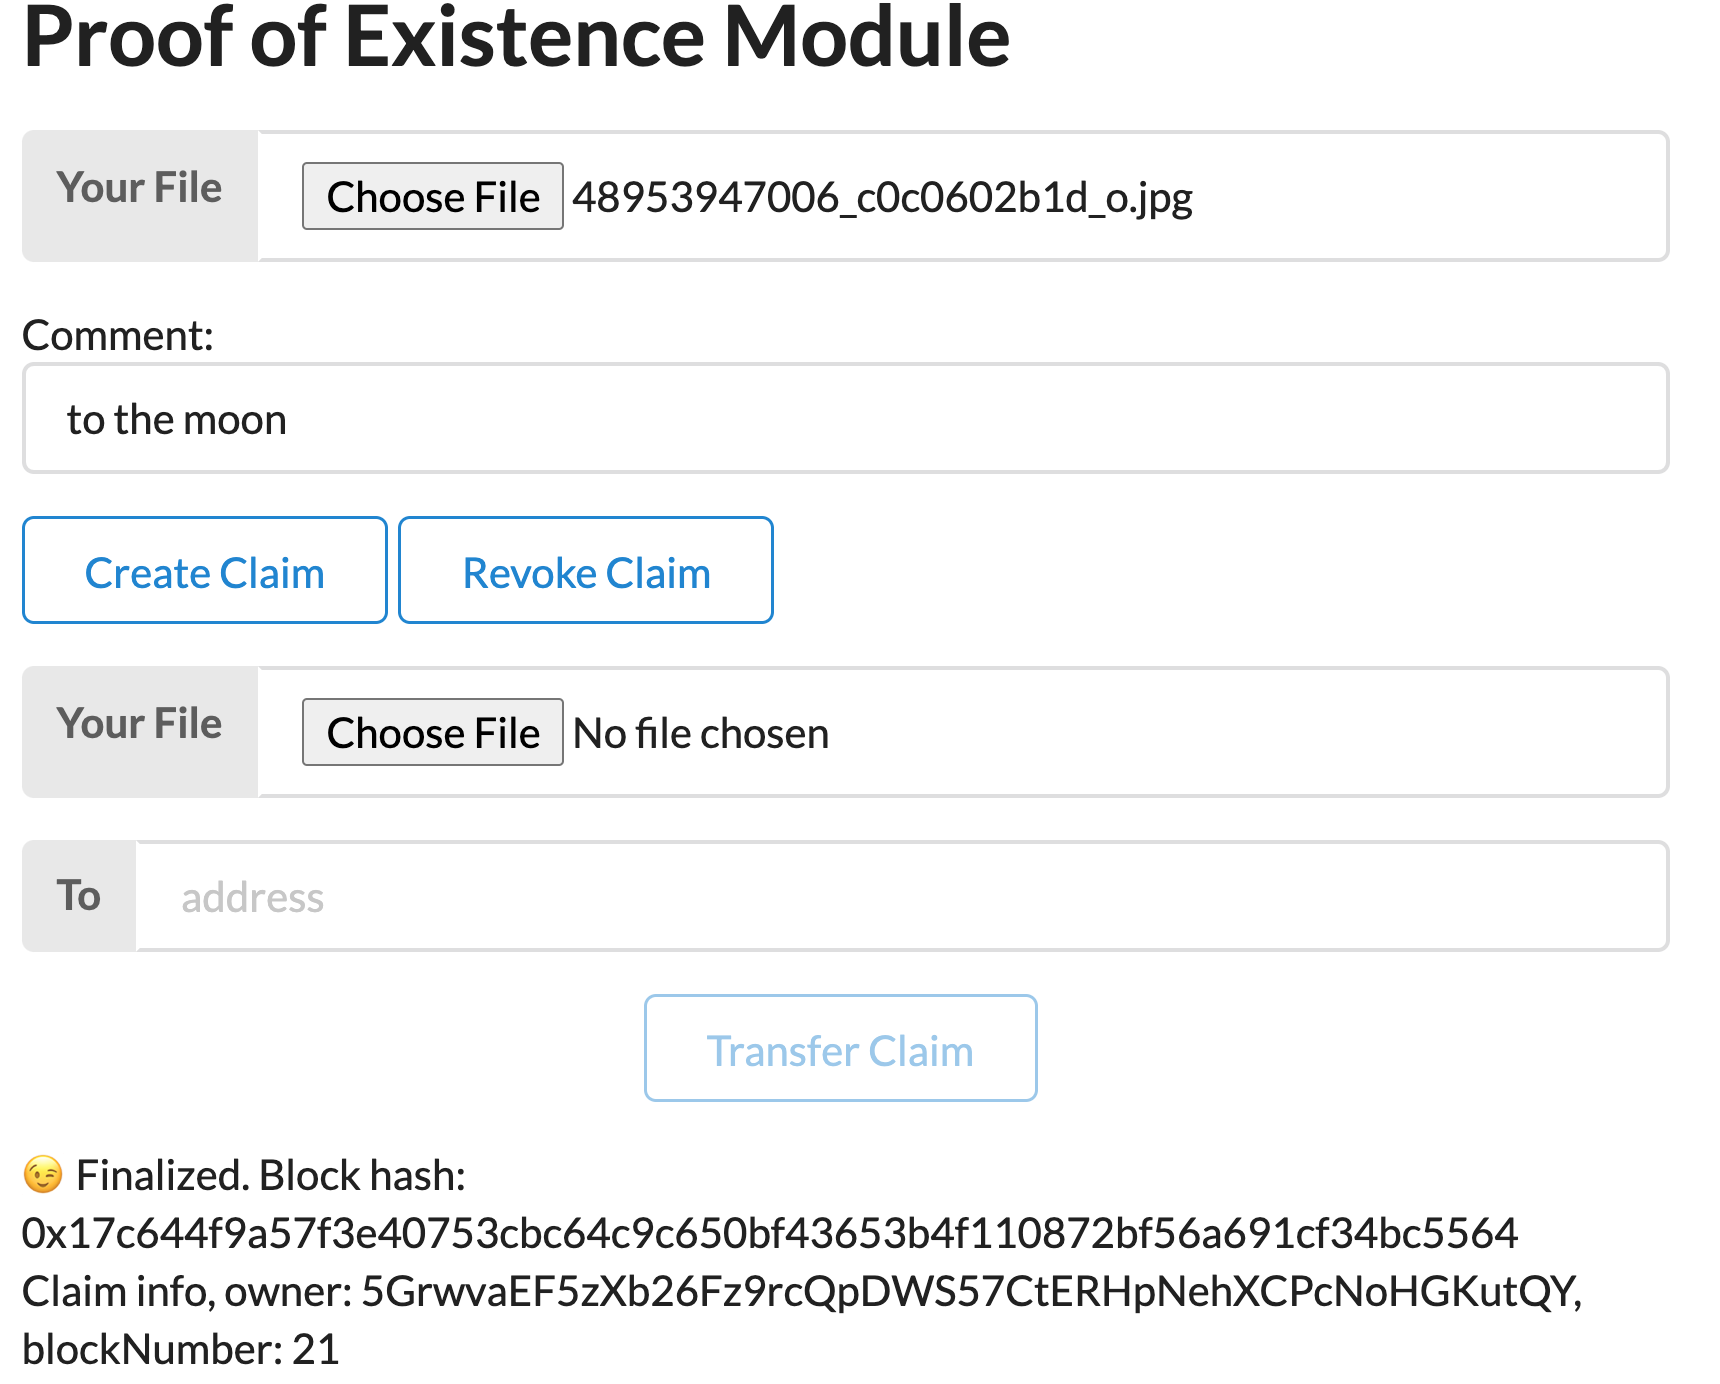 Proof of Existence Module
Your File Choose File 48953947006_c0c0602b1d_o.jpg
Comment:
to the moon
Create Claim Revoke Claim
Your File Choose File No file chosen
To address
Transfer Claim
😉 Finalized. Block hash:
0x17c644f9a57f3e40753cbc64c9c650bf43653b4f110872bf56a691cf34bc5564
Claim info, owner: 5GrwvaEF5zXb26Fz9rcQpDWS57CtERHpNehXCPcNoHGKutQY,
blockNumber: 21